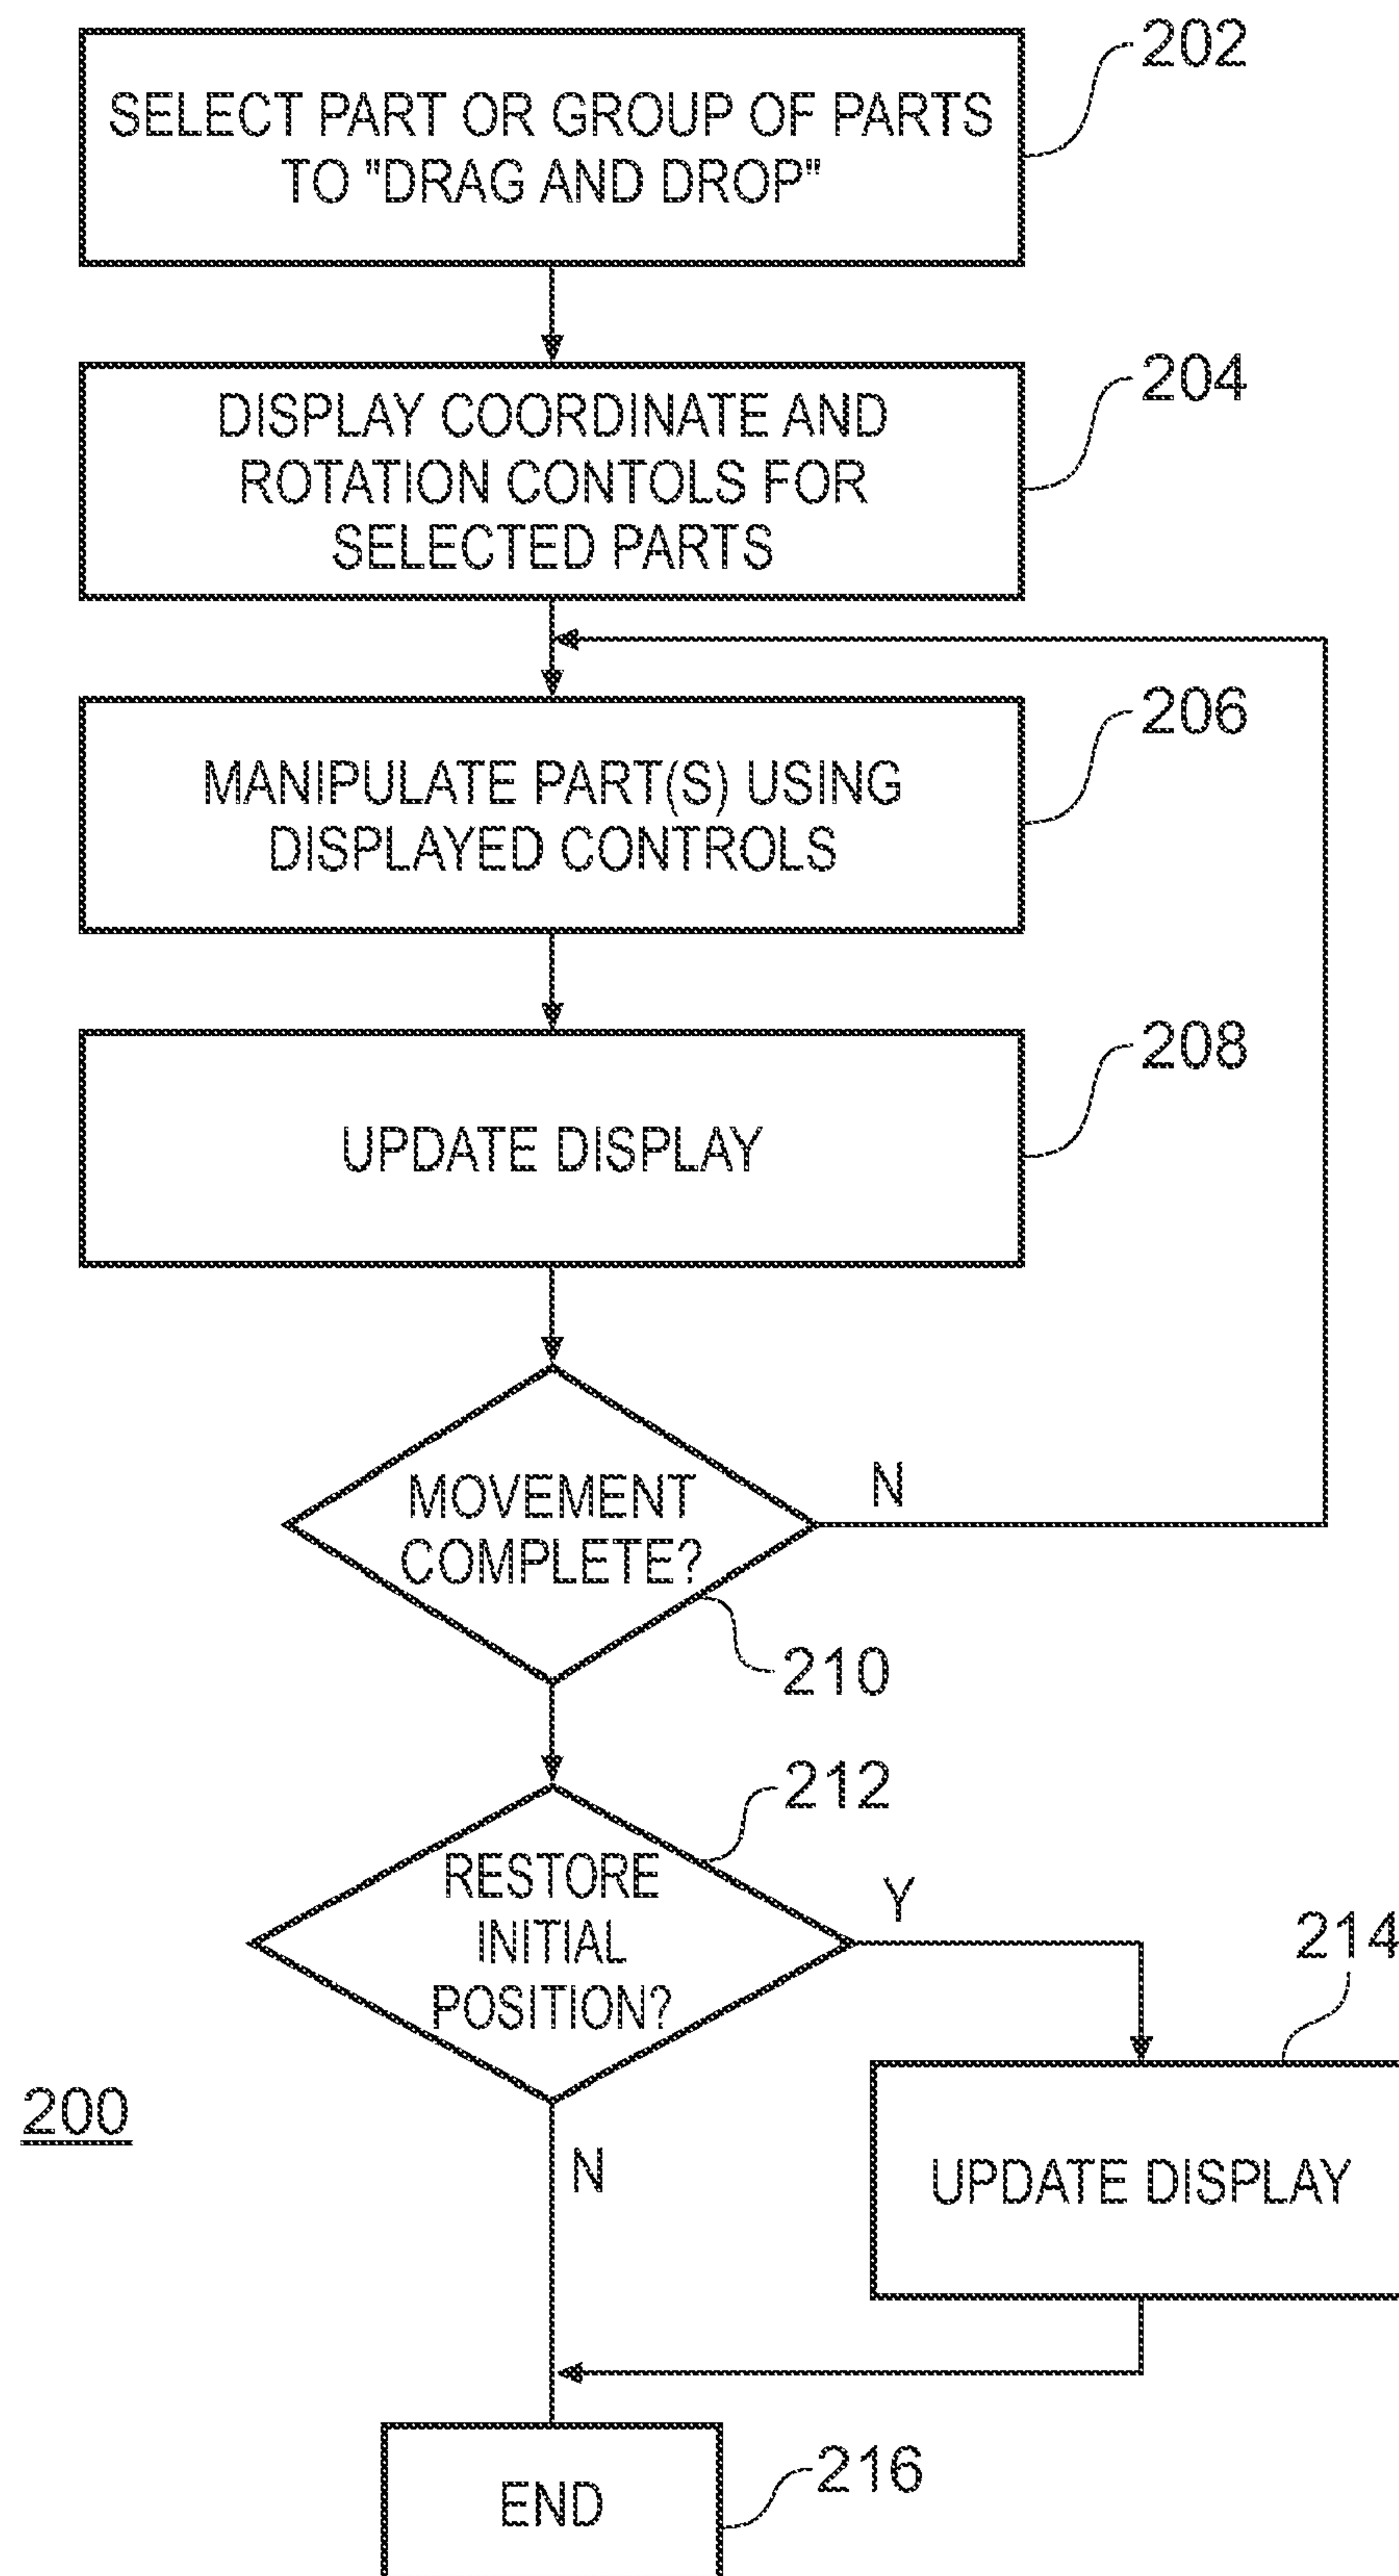 202
SELECT PART OR GROUP OF PARTS
TO "DRAG AND DROP"
204
DISPLAY COORDINATE AND
ROTATION CONTOLS FOR
SELECTED PARTS
206
MANIPULATE PART(S) USING
DISPLAYED CONTROLS
208
UPDATE DISPLAY
MOVEMENT
COMPLETE?
N
210
212
RESTORE
INITIAL
POSITION?
Y
214
200
N
UPDATE DISPLAY
216
END